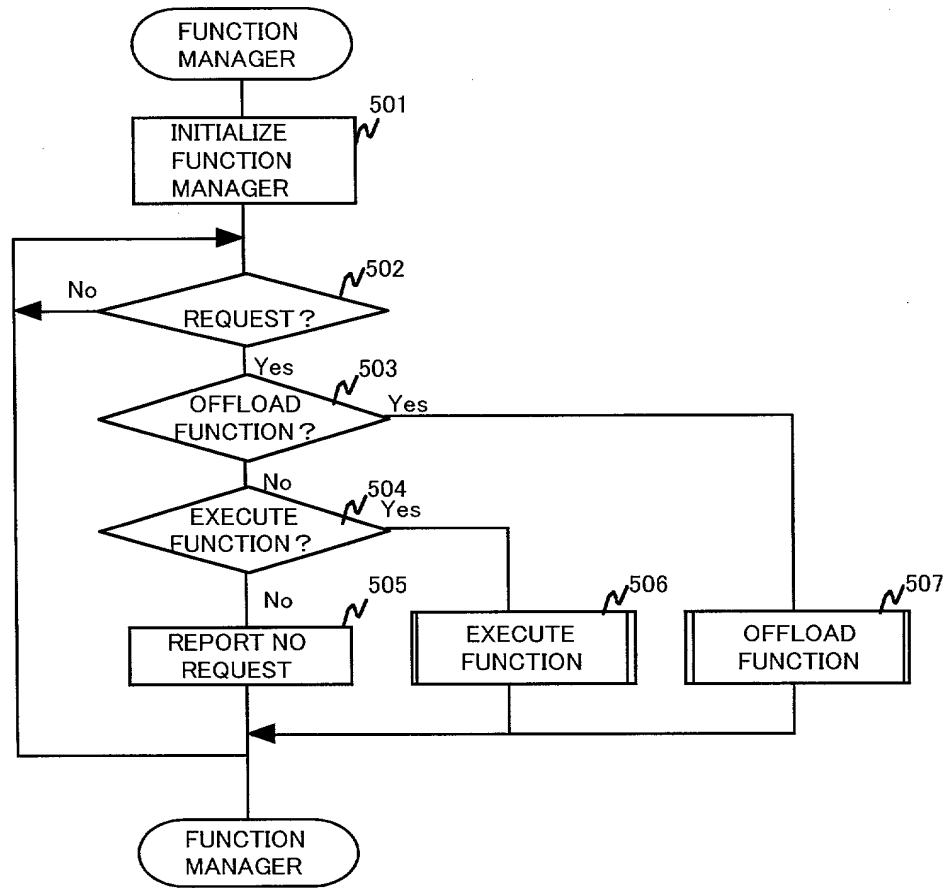 FUNCTION
MANAGER
501
INITIALIZE
FUNCTION
MANAGER
502
No
REQUEST?
Yes
503
OFFLOAD
FUNCTION?
Yes
No
504
EXECUTE
FUNCTION?
Yes
No
505
REPORT NO
REQUEST
506
EXECUTE
FUNCTION
507
OFFLOAD
FUNCTION
FUNCTION
MANAGER